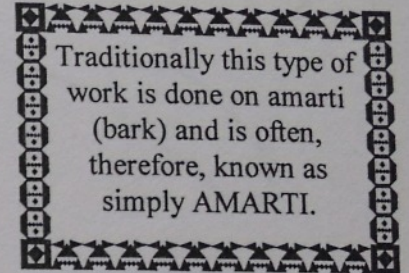 Traditionally this type of
work is done on amarti
(bark) and is often,
therefore, known as
simply AMARTI.